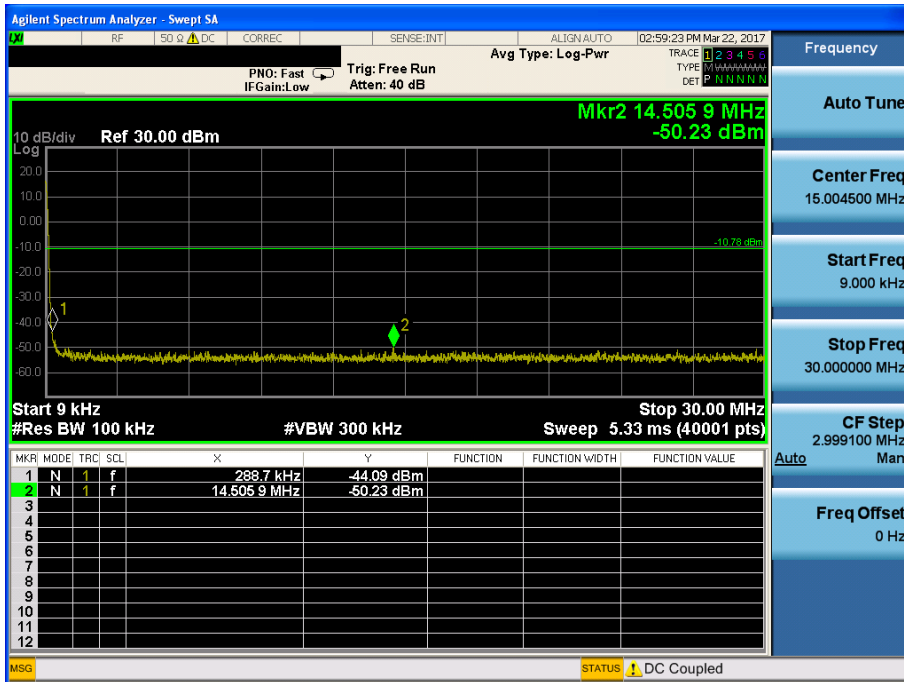 Agilent Spectrum Analyzer - Swept SA
LXI RF 50 Ω DC CORREC SENSE:INT ALIGN AUTO 02:59:23 PM Mar 22, 2017
Avg Type: Log-Pwr TRACE 1 2 3 4 5 6
PNO: Fast Trig: Free Run TYPE M WWWWW
IFGain:Low Atten: 40 dB DET P N N N N N
Mkr2 14.505 9 MHz
10 dB/div Ref 30.00 dBm -50.23 dBm
Log
20.0
10.0
0.00
-10.0 -10.78 dBm
-20.0
-30.0
1
-40.0
2
-50.0
-60.0
Start 9 kHz Stop 30.00 MHz
#Res BW 100 kHz #VBW 300 kHz Sweep 5.33 ms (40001 pts)
MKR MODE TRC SCL X Y FUNCTION FUNCTION WIDTH FUNCTION VALUE
1 N 1 f 288.7 kHz -44.09 dBm
2 N 1 f 14.505 9 MHz -50.23 dBm
3
4
5
6
7
8
9
10
11
12
MSG STATUS DC Coupled
Frequency
Auto Tune
Center Freq
15.004500 MHz
Start Freq
9.000 kHz
Stop Freq
30.000000 MHz
CF Step
2.999100 MHz
Auto Man
Freq Offset
0 Hz